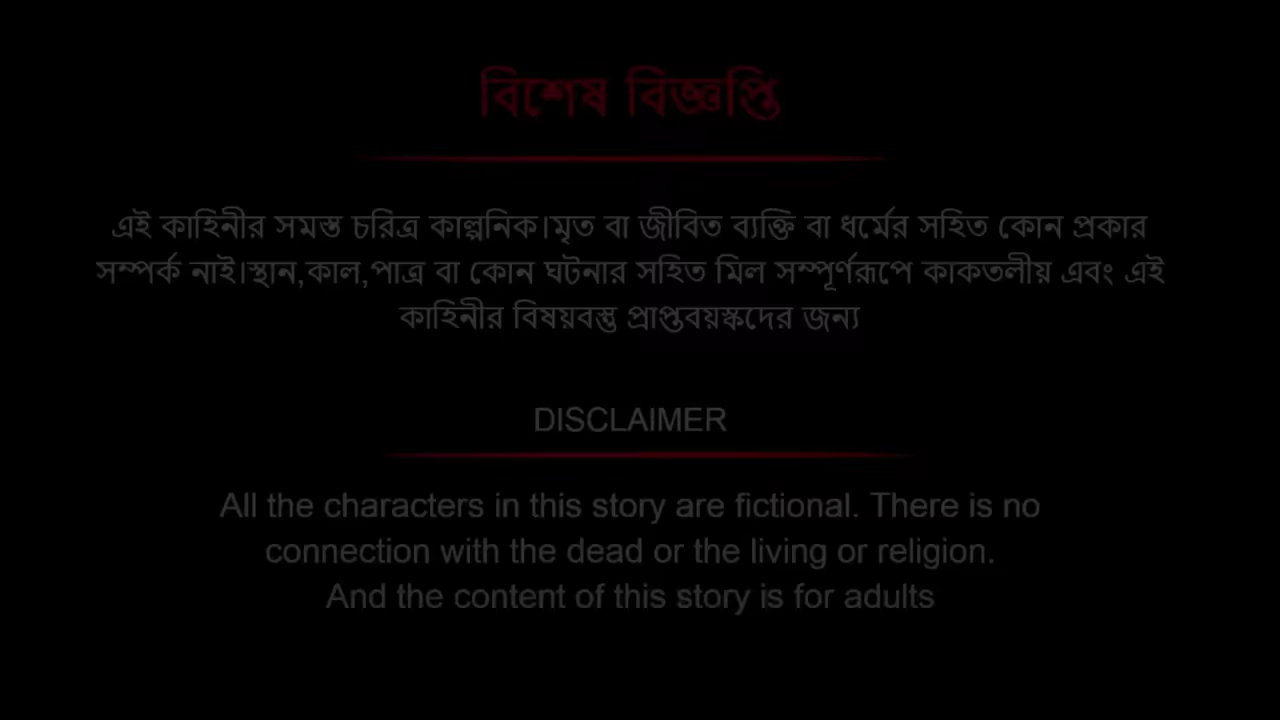 বিশেষ বিজ্ঞপ্তি
এই কাহিনীর সমস্ত চরিত্র কাল্পনিক।মৃত বা জীবিত ব্যক্তি বা ধর্মের সহিত কোন প্রকার
সম্পর্ক নাই।স্থান,কাল,পাত্র বা কোন ঘটনার সহিত মিল সম্পূর্ণরূপে কাকতলীয় এবং এই
কাহিনীর বিষয়বস্তু প্রাপ্তবয়স্কদের জন্য
DISCLAIMER
All the characters in this story are fictional. There is no
connection with the dead or the living or religion.
And the content of this story is for adults